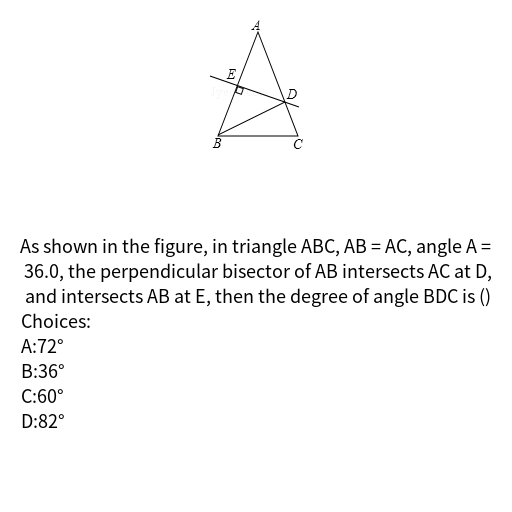 A
E
D
B
C
As shown in the figure, in triangle ABC, AB = AC, angle A =
36.0, the perpendicular bisector of AB intersects AC at D,
and intersects AB at E, then the degree of angle BDC is ()
Choices:
A:72°
B:36°
C:60°
D:82°